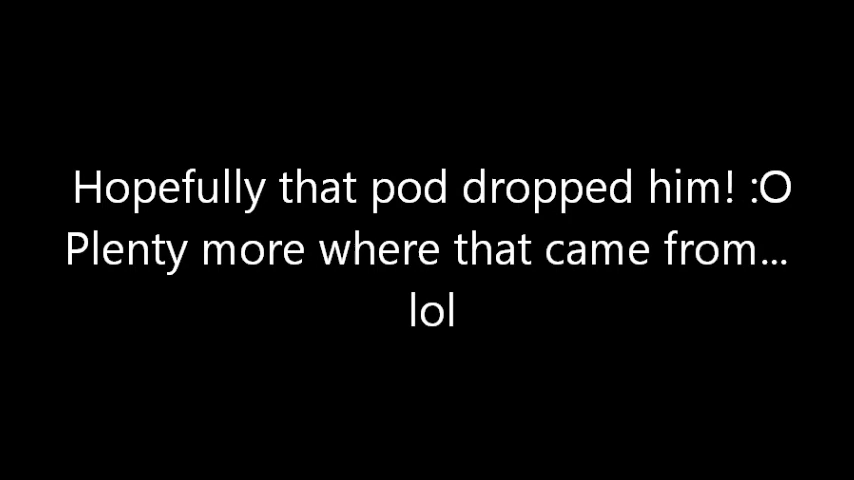 Hopefully that pod dropped him! :O
Plenty more where that came from...
lol